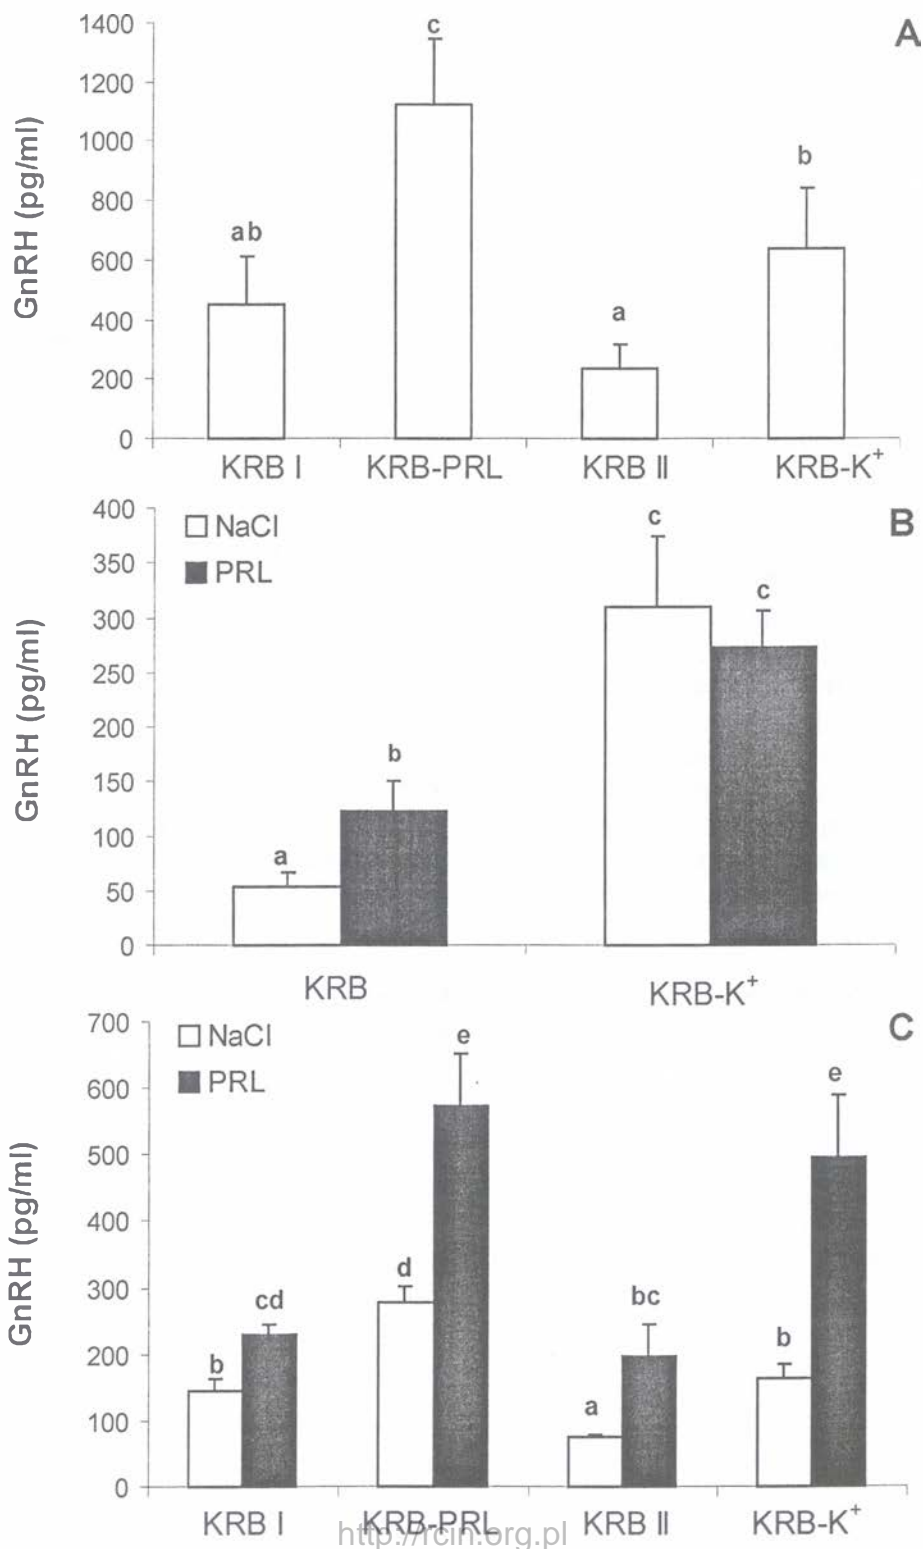 A
1400
1200
1000
800
600
400
200
0
GnRH (pg/ml)
ab
c
a
b
KRB I KRB-PRL KRB II KRB-K⁺
B
400
350
300
250
200
150
100
50
0
GnRH (pg/ml)
NaCl
PRL
a
b
c
c
KRB KRB-K⁺
C
700
600
500
400
300
200
100
0
GnRH (pg/ml)
NaCl
PRL
b
cd
d
e
a
bc
b
e
KRB I KRB-PRL KRB II KRB-K⁺
http://rcin.org.pl